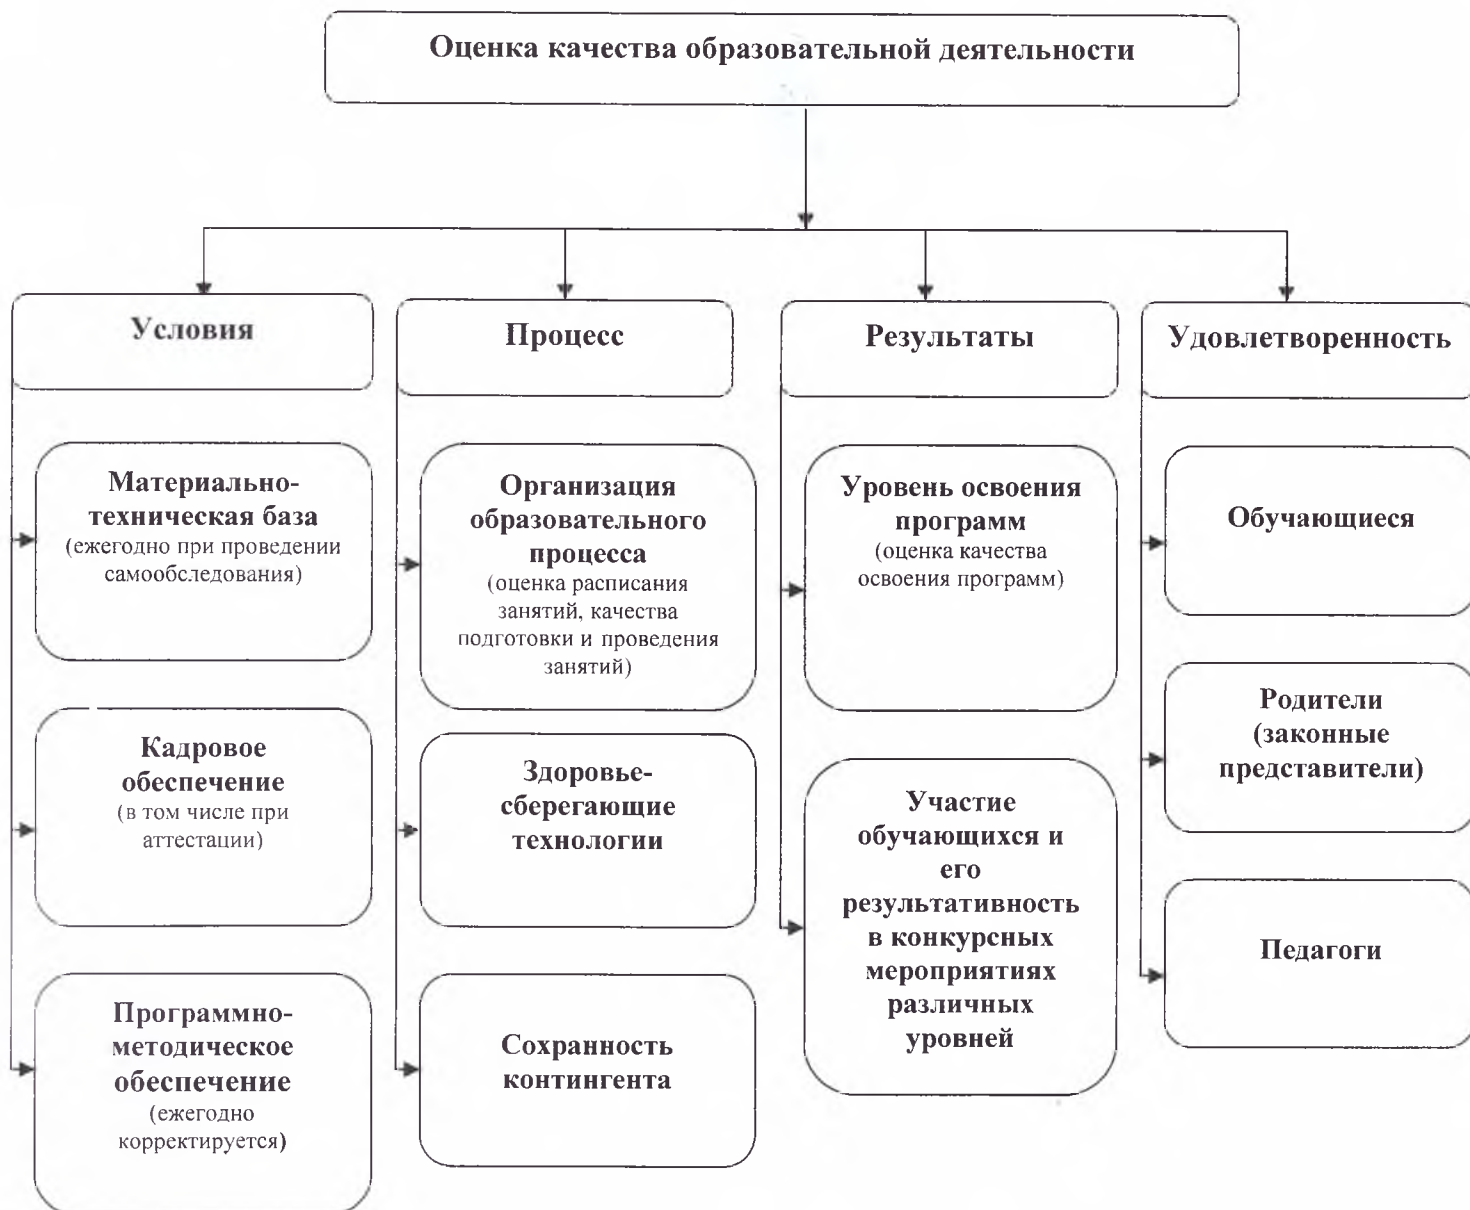 Оценка качества образовательной деятельности
Условия
Материально-
техническая база
(ежегодно при проведении
самообследования)
Кадровое
обеспечение
(в том числе при
аттестации)
Программно-
методическое
обеспечение
(ежегодно
корректируется)
Процесс
Организация
образовательного
процесса
(оценка расписания
занятий, качества
подготовки и проведения
занятий)
Здоровье-
сберегающие
технологии
Сохранность
контингента
Результаты
Уровень освоения
программ
(оценка качества
освоения программ)
Участие
обучающихся и
его
результативность
в конкурсных
мероприятиях
различных
уровней
Удовлетворенность
Обучающиеся
Родители
(законные
представители)
Педагоги